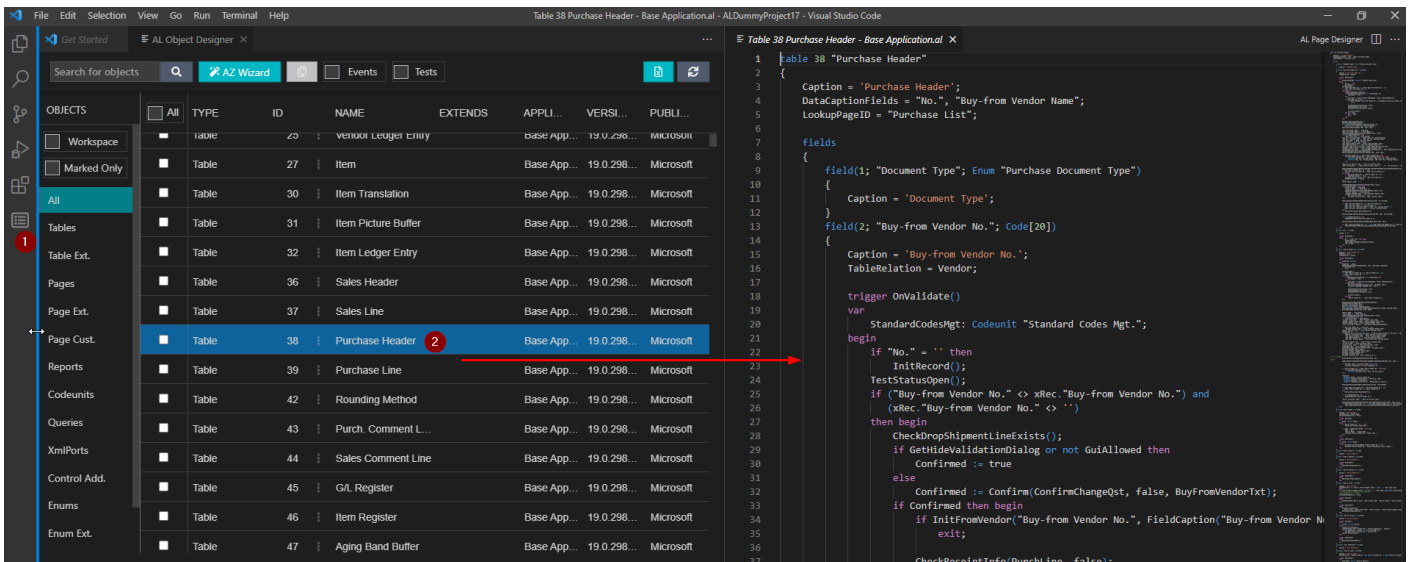 File Edit Selection View Go Run Terminal Help
Table 38 Purchase Header - Base Application.al - ALDummyProject17 - Visual Studio Code
Get Started
AL Object Designer
Table 38 Purchase Header - Base Application.al
AL Page Designer
Search for objects
AZ Wizard
Events
Tests
OBJECTS
Workspace
Marked Only
All
Tables
Table Ext.
Pages
Page Ext.
Page Cust.
Reports
Codeunits
Queries
XmlPorts
Control Add.
Enums
Enum Ext.
1
All TYPE ID NAME EXTENDS APPLI... VERSI... PUBLI...
Table 25 Vendor Ledger Entry Base App... 19.0.298... Microsoft
Table 27 Item Base App... 19.0.298... Microsoft
Table 30 Item Translation Base App... 19.0.298... Microsoft
Table 31 Item Picture Buffer Base App... 19.0.298... Microsoft
Table 32 Item Ledger Entry Base App... 19.0.298... Microsoft
Table 36 Sales Header Base App... 19.0.298... Microsoft
Table 37 Sales Line Base App... 19.0.298... Microsoft
Table 38 Purchase Header 2 Base App... 19.0.298... Microsoft
Table 39 Purchase Line Base App... 19.0.298... Microsoft
Table 42 Rounding Method Base App... 19.0.298... Microsoft
Table 43 Purch. Comment L... Base App... 19.0.298... Microsoft
Table 44 Sales Comment Line Base App... 19.0.298... Microsoft
Table 45 G/L Register Base App... 19.0.298... Microsoft
Table 46 Item Register Base App... 19.0.298... Microsoft
Table 47 Aging Band Buffer Base App... 19.0.298... Microsoft
1 table 38 "Purchase Header"
2 {
3 Caption = 'Purchase Header';
4 DataCaptionFields = "No.", "Buy-from Vendor Name";
5 LookupPageID = "Purchase List";
6
7 fields
8 {
9 field(1; "Document Type"; Enum "Purchase Document Type")
10 {
11 Caption = 'Document Type';
12 }
13 field(2; "Buy-from Vendor No."; Code[20])
14 {
15 Caption = 'Buy-from Vendor No.';
16 TableRelation = Vendor;
17
18 trigger OnValidate()
19 var
20 StandardCodesMgt: Codeunit "Standard Codes Mgt.";
21 begin
22 if "No." = '' then
23 InitRecord();
24 TestStatusOpen();
25 if ("Buy-from Vendor No." <> xRec."Buy-from Vendor No.") and
26 (xRec."Buy-from Vendor No." <> '')
27 then begin
28 CheckDropShipmentLineExists();
29 if GetHideValidationDialog or not GuiAllowed then
30 Confirmed := true
31 else
32 Confirmed := Confirm(ConfirmChangeQst, false, BuyFromVendorTxt);
33 if Confirmed then begin
34 if InitFromVendor("Buy-from Vendor No.", FieldCaption("Buy-from Vendor No
35 exit;
36
37 CheckReceiptInfo(PurchLine, false);